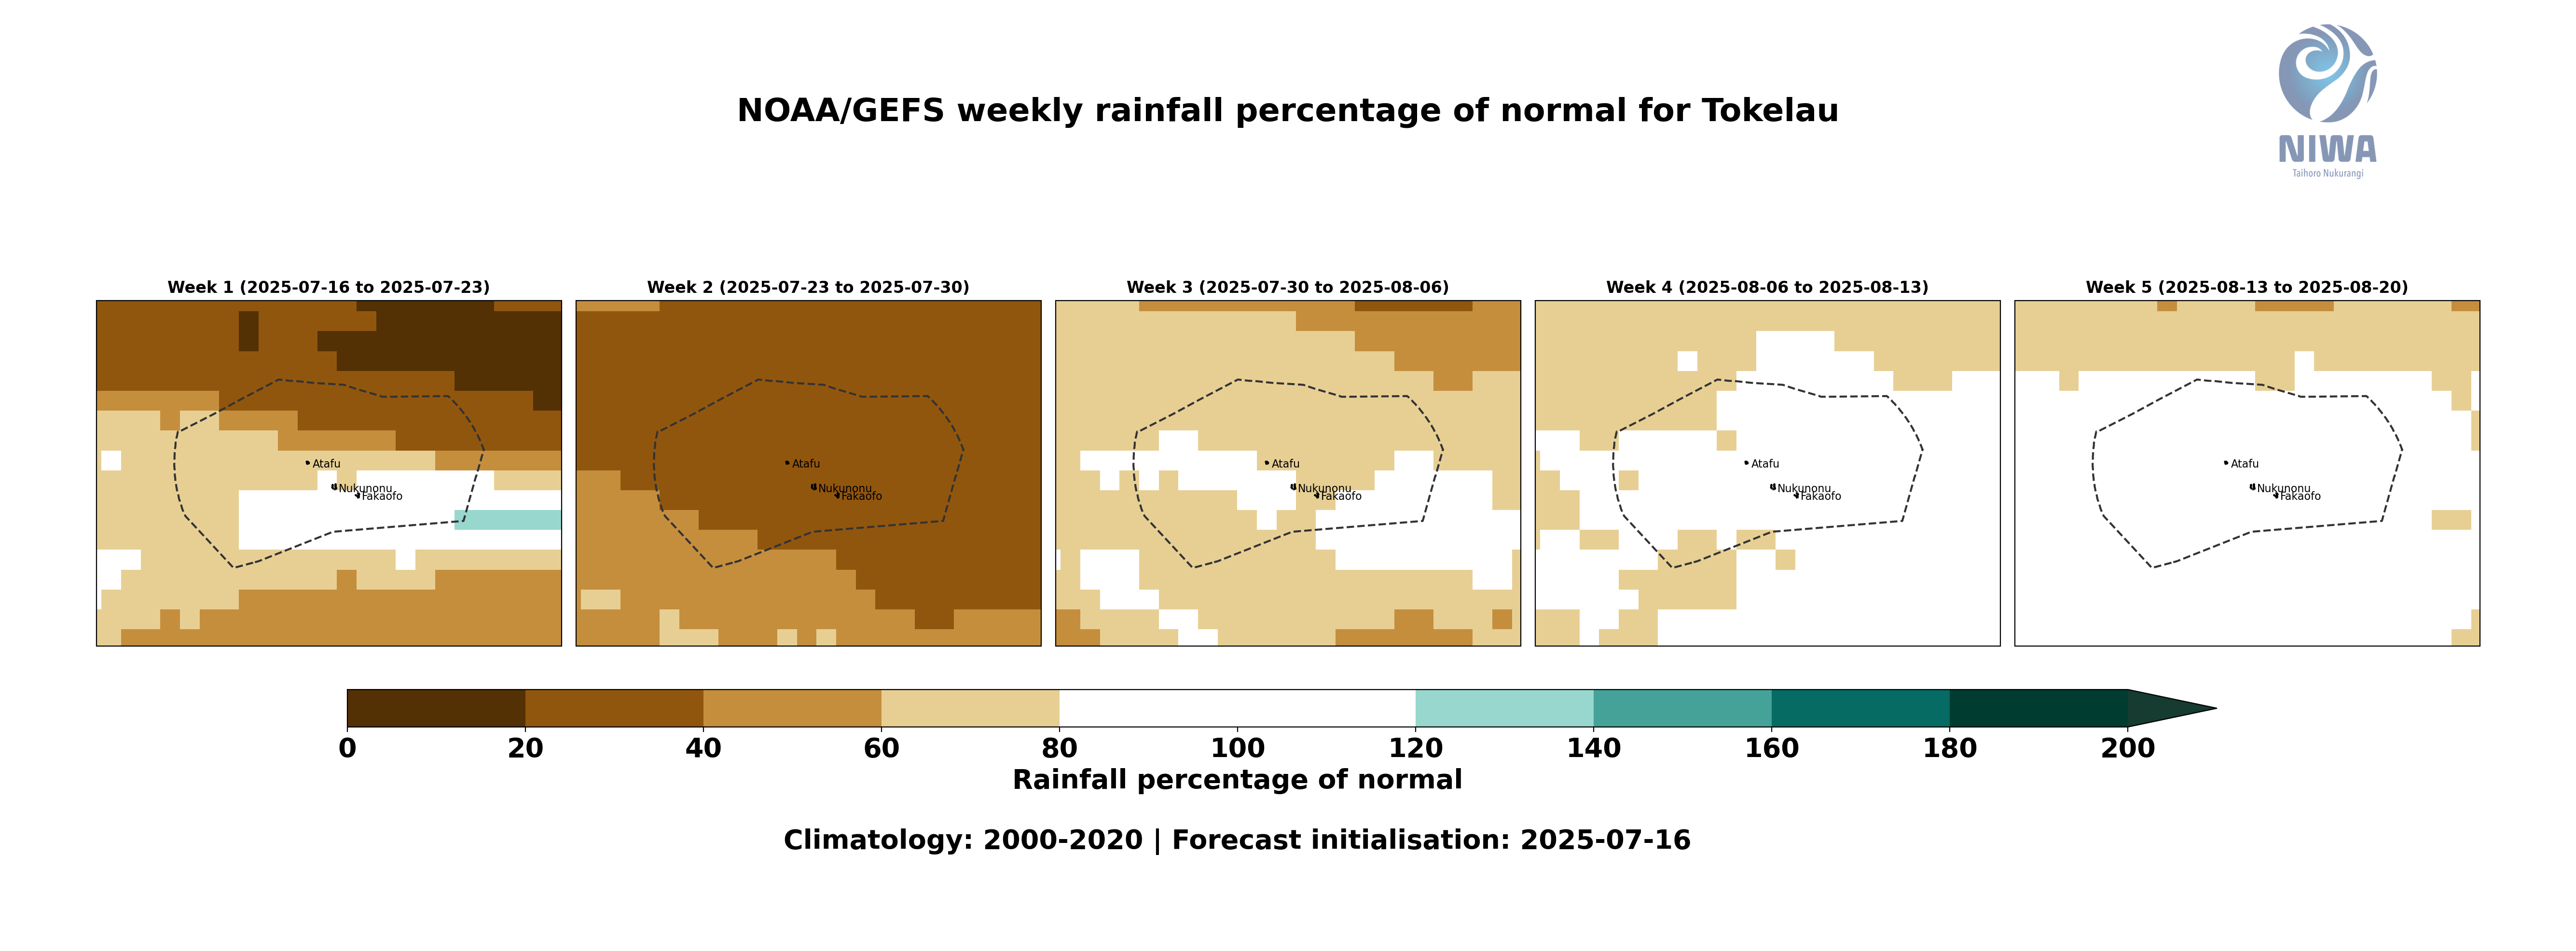 NOAA/GEFS weekly rainfall percentage of normal for Tokelau
NIWA
Taihoro Nukurangi
Week 1 (2025-07-16 to 2025-07-23)
Week 2 (2025-07-23 to 2025-07-30)
Week 3 (2025-07-30 to 2025-08-06)
Week 4 (2025-08-06 to 2025-08-13)
Week 5 (2025-08-13 to 2025-08-20)
Atafu
Nukunonu
Fakaofo
Atafu
Nukunonu
Fakaofo
Atafu
Nukunonu
Fakaofo
Atafu
Nukunonu
Fakaofo
Atafu
Nukunonu
Fakaofo
0 20 40 60 80 100 120 140 160 180 200
Rainfall percentage of normal
Climatology: 2000-2020 | Forecast initialisation: 2025-07-16